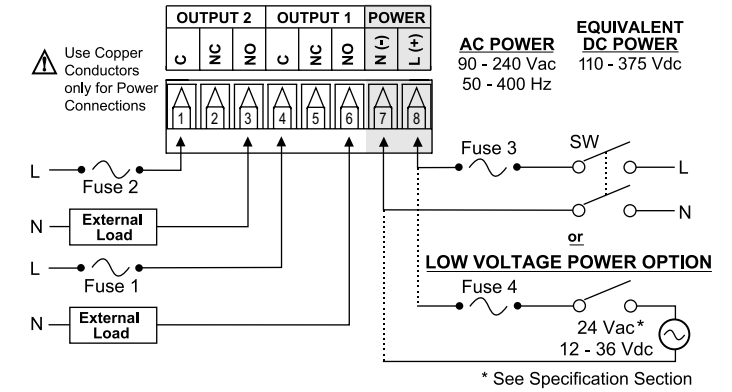 OUTPUT 2 OUTPUT 1 POWER
C NC NO C NC NO N (-) L (+)
1 2 3 4 5 6 7 8
Use Copper
Conductors
only for Power
Connections
AC POWER
90 - 240 Vac
50 - 400 Hz
EQUIVALENT
DC POWER
110 - 375 Vdc
L
Fuse 2
N
External
Load
L
Fuse 1
N
External
Load
Fuse 3
SW
L
N
or
LOW VOLTAGE POWER OPTION
Fuse 4
24 Vac*
12 - 36 Vdc
* See Specification Section